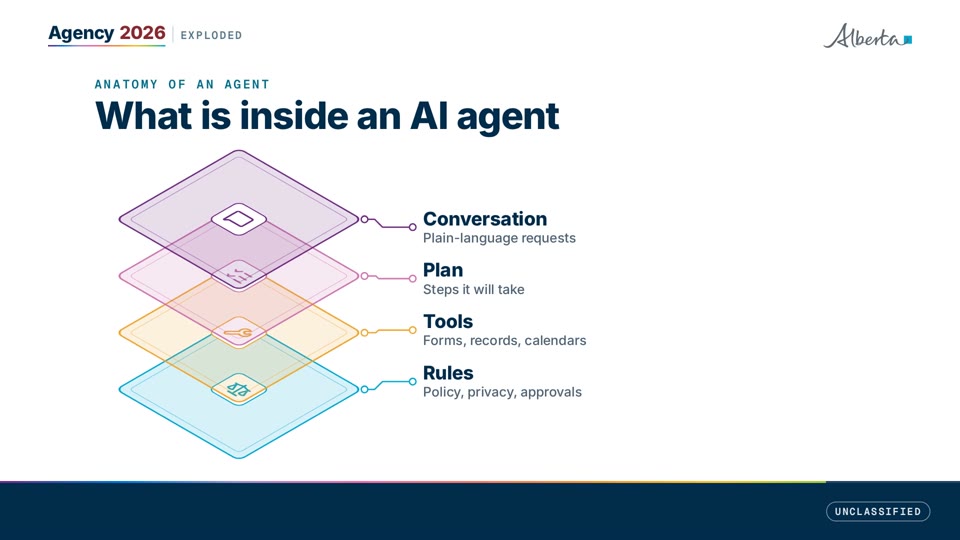 Agency 2026 EXPLODED
Alberta
ANATOMY OF AN AGENT
What is inside an AI agent
Conversation
Plain-language requests
Plan
Steps it will take
Tools
Forms, records, calendars
Rules
Policy, privacy, approvals
UNCLASSIFIED